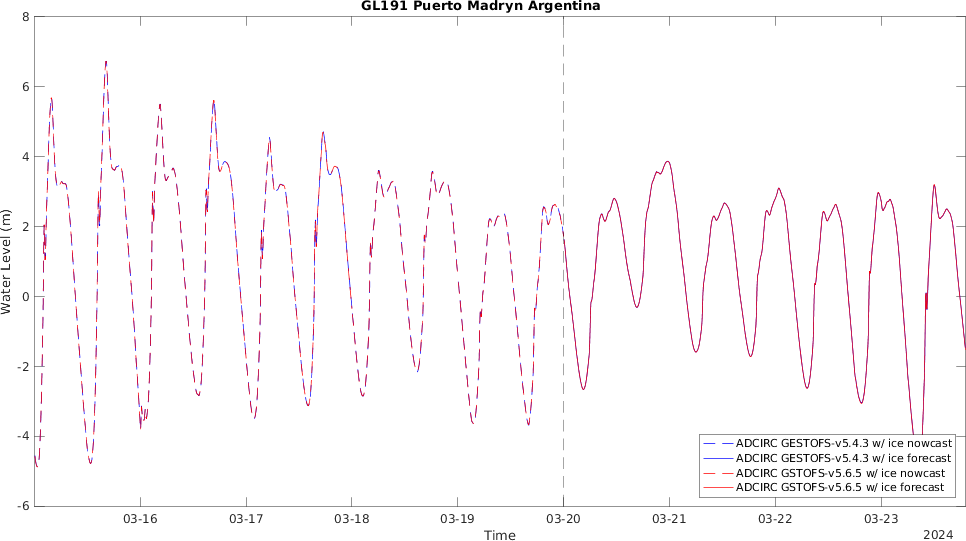 GL191 Puerto Madryn Argentina
8
6
4
2
0
-2
-4
-6
Water Level (m)
ADCIRC GESTOFS-v5.4.3 w/ ice nowcast
ADCIRC GESTOFS-v5.4.3 w/ ice forecast
ADCIRC GSTOFS-v5.6.5 w/ ice nowcast
ADCIRC GSTOFS-v5.6.5 w/ ice forecast
03-16 03-17 03-18 03-19 03-20 03-21 03-22 03-23
Time
2024